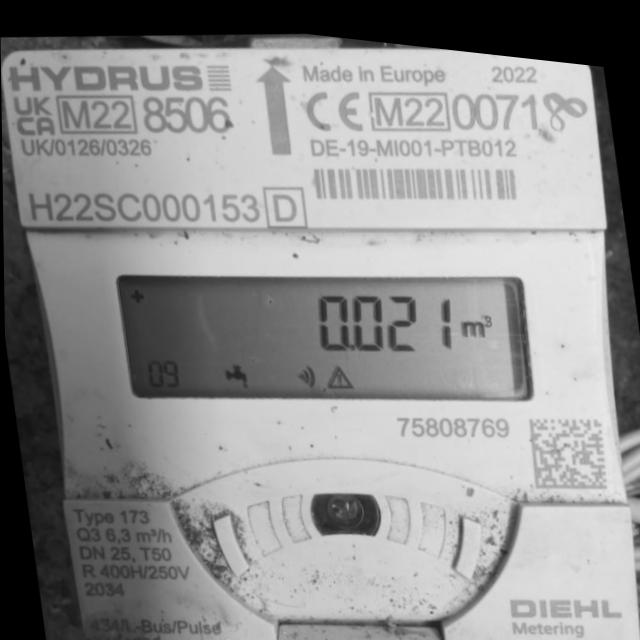 HYDRUS
Made in Europe 2022
UK CA M22 8506
CE M22 0071
UK/0126/0326
DE-19-MI001-PTB012
H22SC000153 D
+
0.021 m³
09
75808769
Type 173
Q3 6,3 m³/h
DN 25, T50
R 400H/250V
2034
L-Bus/Pulse
DIEHL
Metering